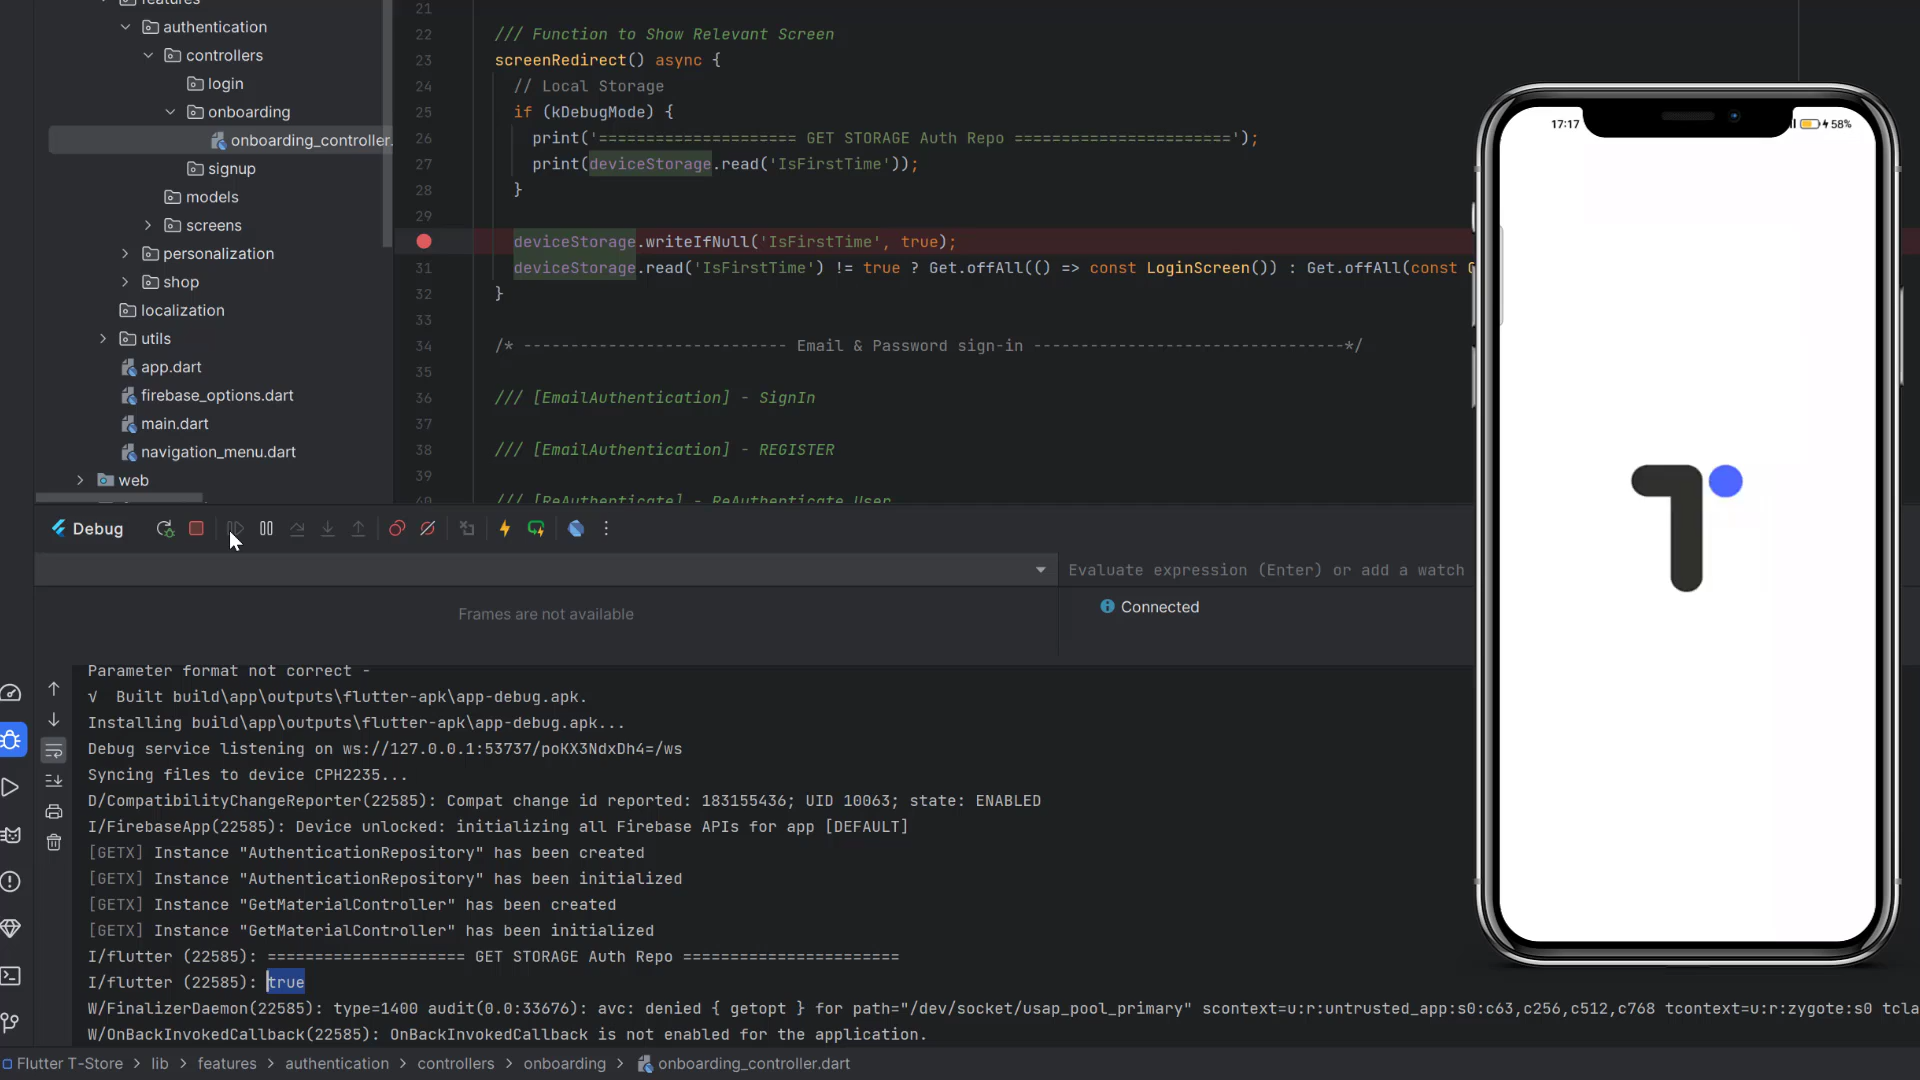 features
authentication
controllers
login
onboarding
onboarding_controller.
signup
models
screens
personalization
shop
localization
utils
app.dart
firebase_options.dart
main.dart
navigation_menu.dart
web
21
22 /// Function to Show Relevant Screen
23 screenRedirect() async {
24 // Local Storage
25 if (kDebugMode) {
26 print('===================== GET STORAGE Auth Repo =======================');
27 print(deviceStorage.read('IsFirstTime'));
28 }
29
deviceStorage.writeIfNull('IsFirstTime', true);
31 deviceStorage.read('IsFirstTime') != true ? Get.offAll(() => const LoginScreen()) : Get.offAll(const
32 }
33
34 /* ---------------------------- Email & Password sign-in ---------------------------------*/
35
36 /// [EmailAuthentication] - SignIn
37
38 /// [EmailAuthentication] - REGISTER
39
40 /// [ReAuthenticate] - ReAuthenticate User
17:17
58%
Debug
Evaluate expression (Enter) or add a watch
Frames are not available
Connected
Parameter format not correct -
√ Built build\app\outputs\flutter-apk\app-debug.apk.
Installing build\app\outputs\flutter-apk\app-debug.apk...
Debug service listening on ws://127.0.0.1:53737/poKX3NdxDh4=/ws
Syncing files to device CPH2235...
D/CompatibilityChangeReporter(22585): Compat change id reported: 183155436; UID 10063; state: ENABLED
I/FirebaseApp(22585): Device unlocked: initializing all Firebase APIs for app [DEFAULT]
[GETX] Instance "AuthenticationRepository" has been created
[GETX] Instance "AuthenticationRepository" has been initialized
[GETX] Instance "GetMaterialController" has been created
[GETX] Instance "GetMaterialController" has been initialized
I/flutter (22585): ===================== GET STORAGE Auth Repo =======================
I/flutter (22585): true
W/FinalizerDaemon(22585): type=1400 audit(0.0:33676): avc: denied { getopt } for path="/dev/socket/usap_pool_primary" scontext=u:r:untrusted_app:s0:c63,c256,c512,c768 tcontext=u:r:zygote:s0 tcla
W/OnBackInvokedCallback(22585): OnBackInvokedCallback is not enabled for the application.
Flutter T-Store > lib > features > authentication > controllers > onboarding > onboarding_controller.dart